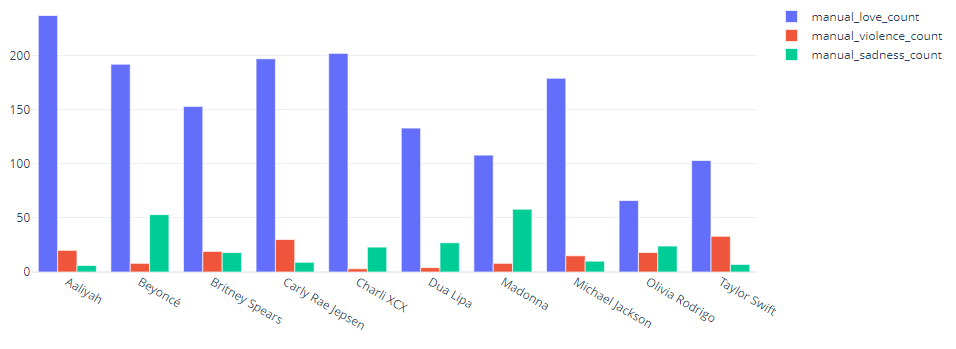 manual_love_count
manual_violence_count
manual_sadness_count
200
150
100
50
0
Aaliyah
Beyoncé
Britney Spears
Carly Rae Jepsen
Charli XCX
Dua Lipa
Madonna
Michael Jackson
Olivia Rodrigo
Taylor Swift